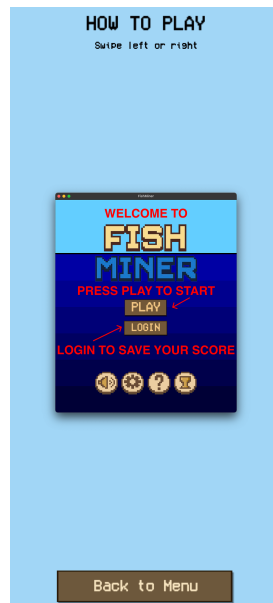 HOW TO PLAY
Swipe left or right
WELCOME TO
FISH
MINER
PRESS PLAY TO START
PLAY
LOGIN
LOGIN TO SAVE YOUR SCORE
?
Back to Menu